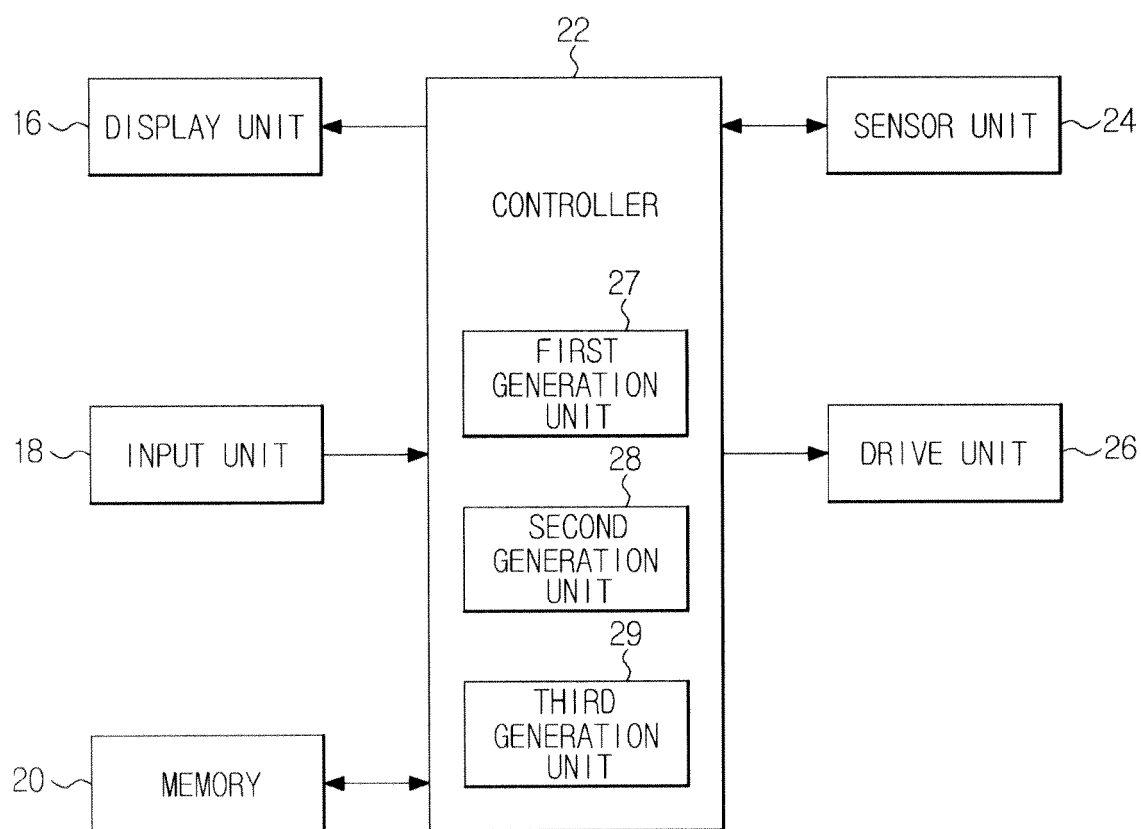 22
16
DISPLAY UNIT
SENSOR UNIT
24
CONTROLLER
27
FIRST
GENERATION
UNIT
18
INPUT UNIT
DRIVE UNIT
26
28
SECOND
GENERATION
UNIT
29
THIRD
GENERATION
UNIT
20
MEMORY